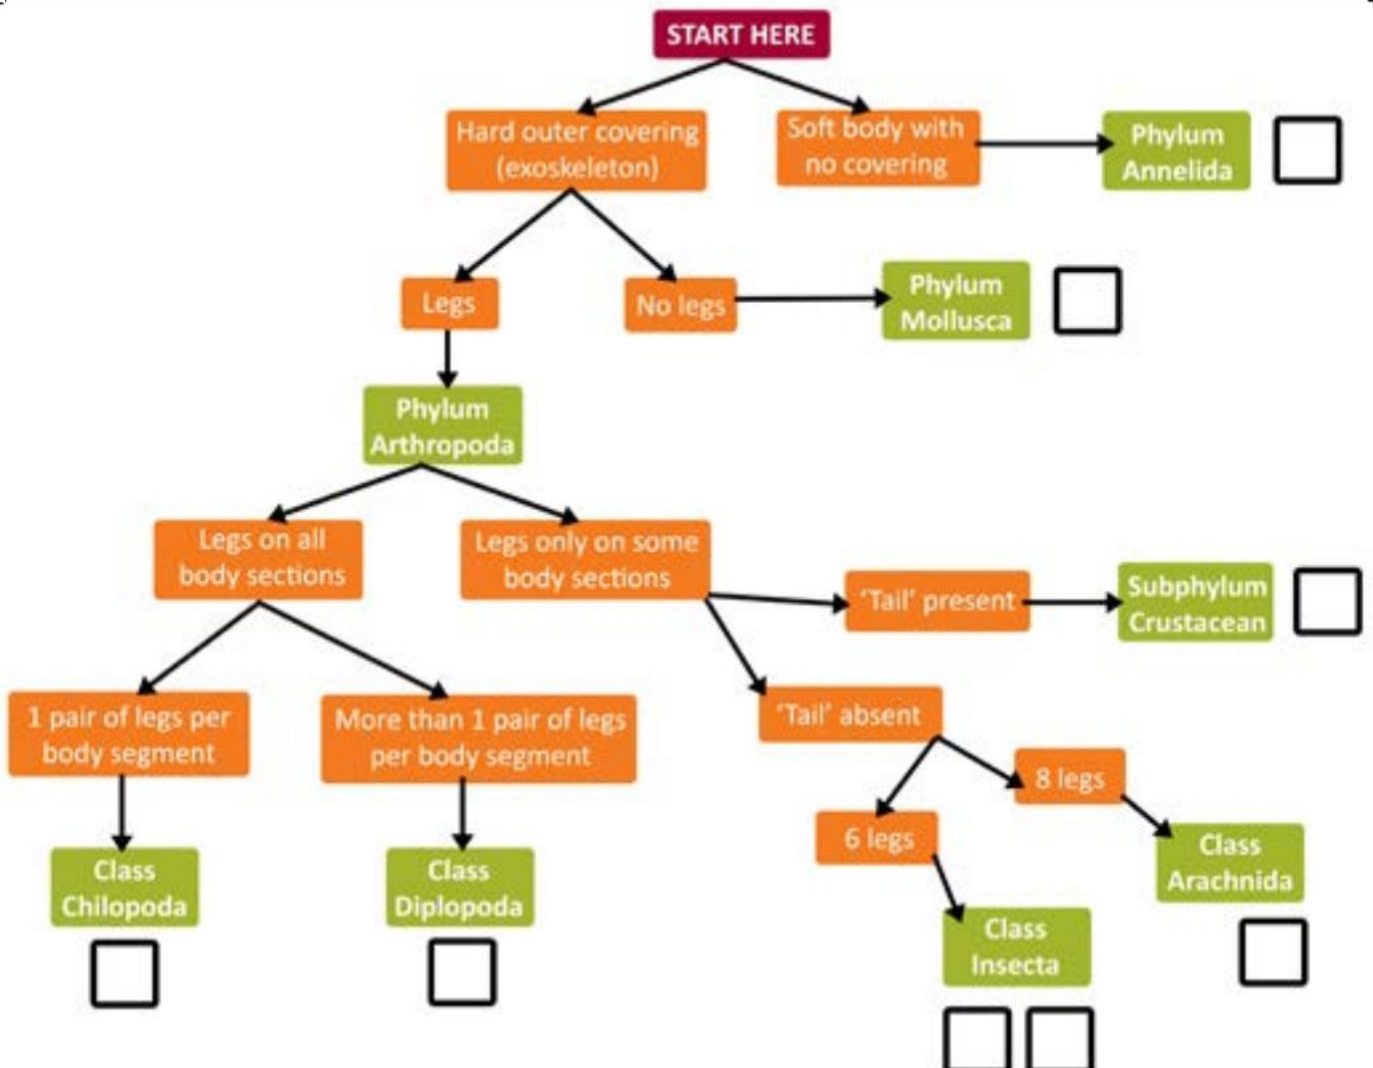 START HERE
Hard outer covering
(exoskeleton)
Soft body with
no covering
Phylum
Annelida
Legs
No legs
Phylum
Mollusca
Phylum
Arthropoda
Legs on all
body sections
Legs only on some
body sections
'Tail' present
Subphylum
Crustacean
1 pair of legs per
body segment
More than 1 pair of legs
per body segment
'Tail' absent
8 legs
6 legs
Class
Chilopoda
Class
Diplopoda
Class
Arachnida
Class
Insecta